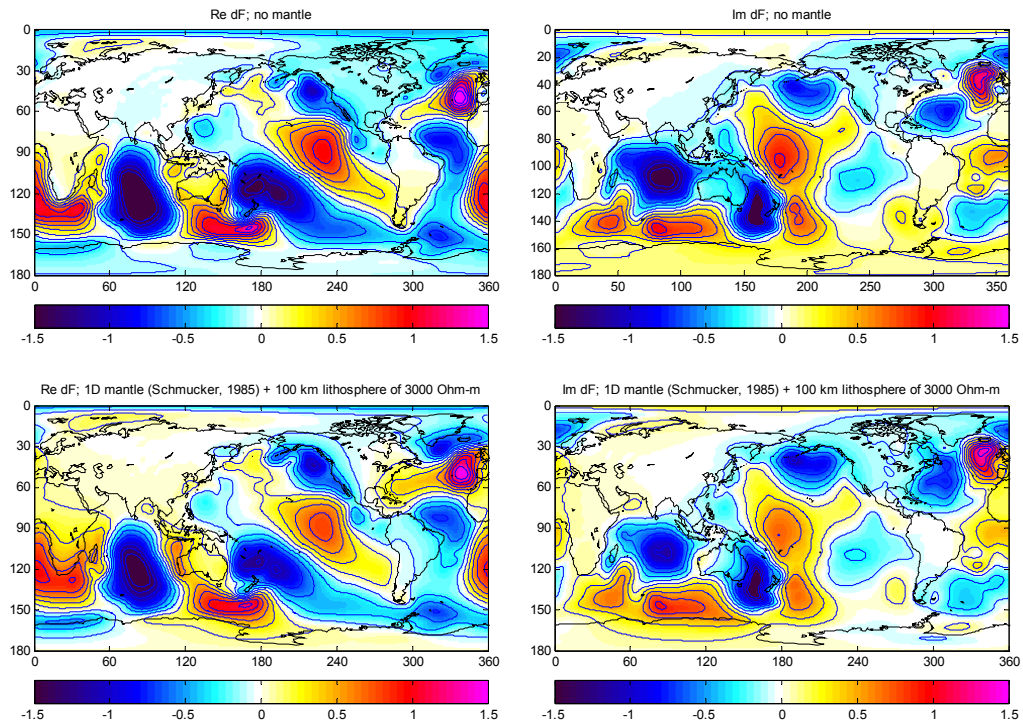 Re dF; no mantle
0
30
60
90
120
150
180
0 60 120 180 240 300 360
-1.5 -1 -0.5 0 0.5 1 1.5
Im dF; no mantle
0
20
40
60
80
100
120
140
160
180
0 50 100 150 200 250 300 350
-1.5 -1 -0.5 0 0.5 1 1.5
Re dF; 1D mantle (Schmucker, 1985) + 100 km lithosphere of 3000 Ohm-m
0
30
60
90
120
150
180
0 60 120 180 240 300 360
-1.5 -1 -0.5 0 0.5 1 1.5
Im dF; 1D mantle (Schmucker, 1985) + 100 km lithosphere of 3000 Ohm-m
0
30
60
90
120
150
180
0 60 120 180 240 300 360
-1.5 -1 -0.5 0 0.5 1 1.5